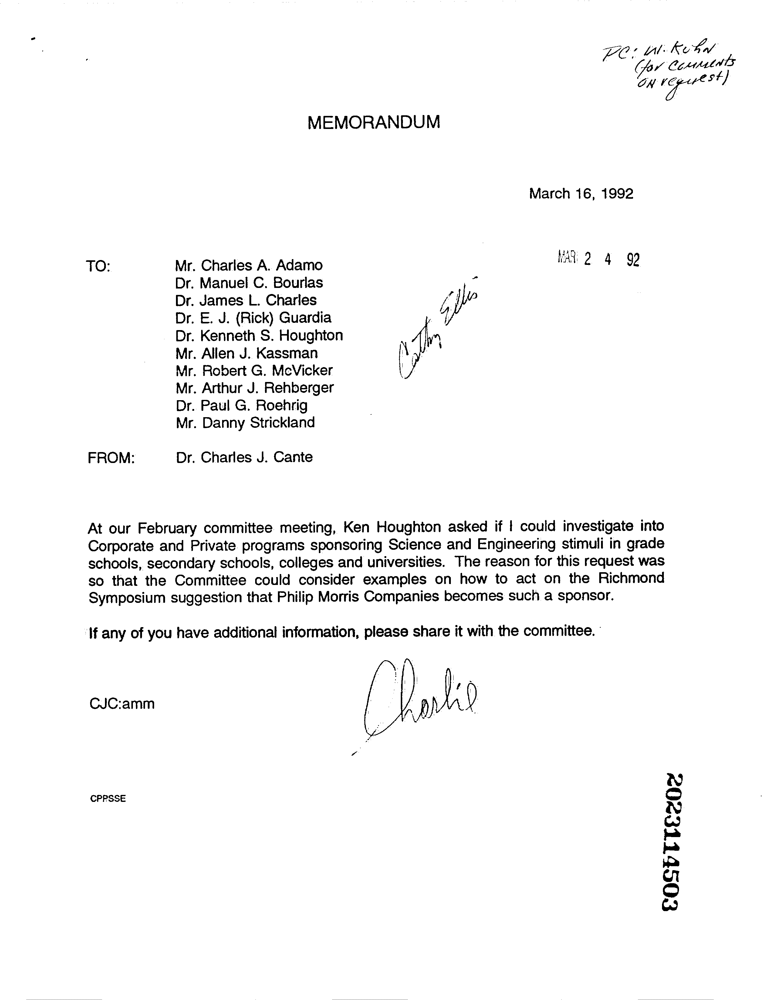 PC: W. Kuhn
(for comments
on request)
MEMORANDUM
March 16, 1992
MAR 2 4 92
TO: Mr. Charles A. Adamo
Dr. Manuel C. Bourlas
Dr. James L. Charles
Dr. E. J. (Rick) Guardia
Dr. Kenneth S. Houghton
Mr. Allen J. Kassman
Mr. Robert G. McVicker
Mr. Arthur J. Rehberger
Dr. Paul G. Roehrig
Mr. Danny Strickland
Cathy Ellis
FROM: Dr. Charles J. Cante
At our February committee meeting, Ken Houghton asked if I could investigate into
Corporate and Private programs sponsoring Science and Engineering stimuli in grade
schools, secondary schools, colleges and universities. The reason for this request was
so that the Committee could consider examples on how to act on the Richmond
Symposium suggestion that Philip Morris Companies becomes such a sponsor.
If any of you have additional information, please share it with the committee.
Charlie
CJC:amm
CPPSSE
2023114503